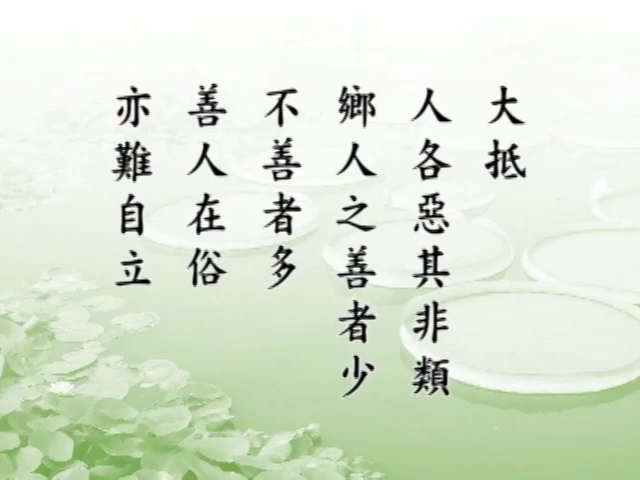 大抵
人各惡其非類
鄉人之善者少
不善者多
善人在俗
亦難自立